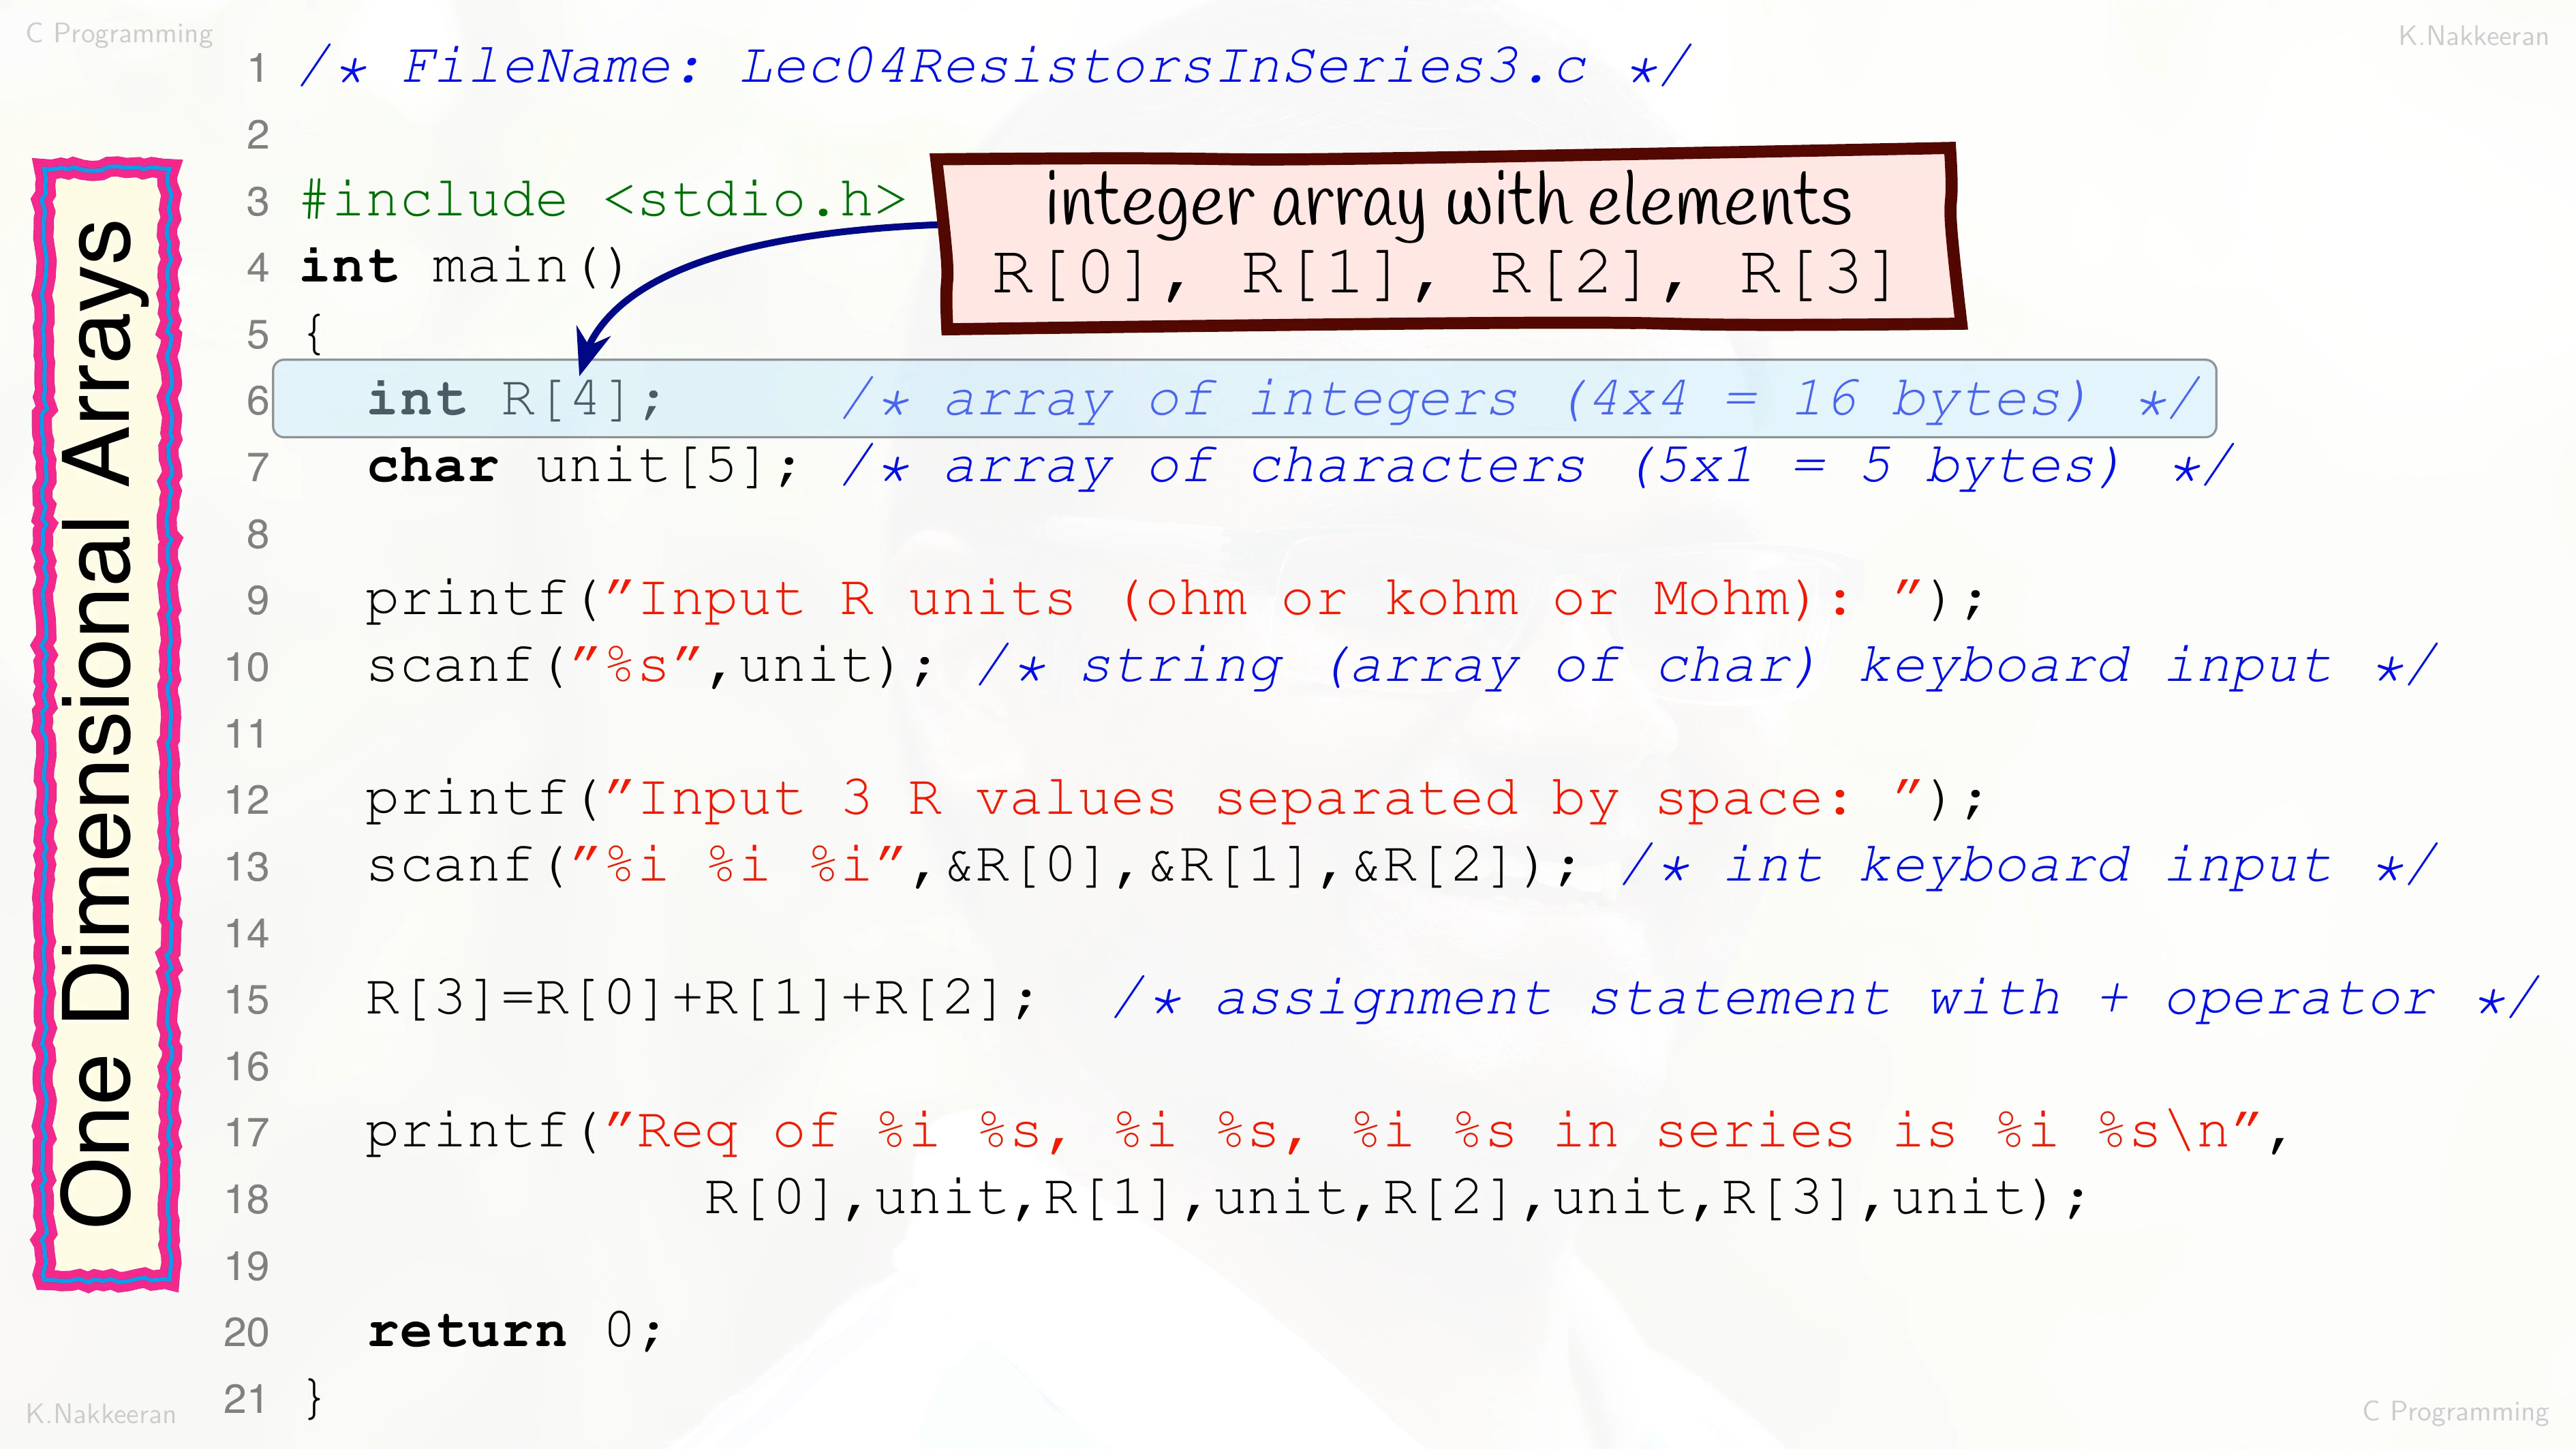 C Programming
K.Nakkeeran
One Dimensional Arrays
1 /* FileName: Lec04ResistorsInSeries3.c */
2
3 #include <stdio.h>
integer array with elements
R[0], R[1], R[2], R[3]
4 int main()
5 {
6   int R[4];     /* array of integers (4x4 = 16 bytes) */
7   char unit[5]; /* array of characters (5x1 = 5 bytes) */
8
9   printf("Input R units (ohm or kohm or Mohm): ");
10   scanf("%s",unit); /* string (array of char) keyboard input */
11
12   printf("Input 3 R values separated by space: ");
13   scanf("%i %i %i",&R[0],&R[1],&R[2]); /* int keyboard input */
14
15   R[3]=R[0]+R[1]+R[2];  /* assignment statement with + operator */
16
17   printf("Req of %i %s, %i %s, %i %s in series is %i %s\n",
18             R[0],unit,R[1],unit,R[2],unit,R[3],unit);
19
20   return 0;
21 }
K.Nakkeeran
C Programming